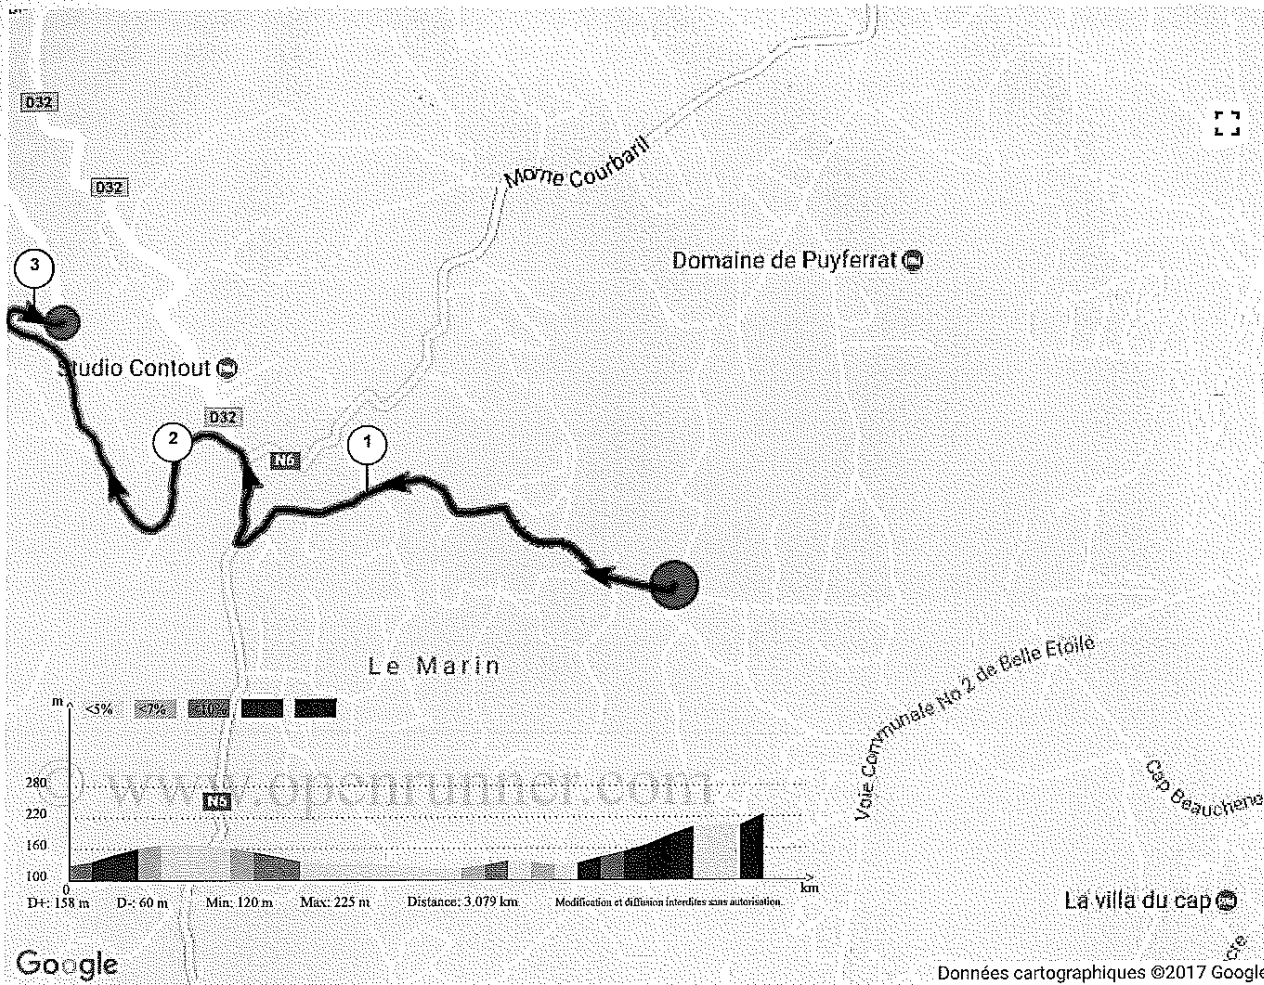 D32
D32
Morne Courbaril
Domaine de Puyferrat
3
Studio Contout
D32
2
N6
1
Le Marin
Voie Communale No 2 de Belle Etoile
Cap Beauchene
m
<5% <7% <10%
© www.openrunner.com
280
N6
220
160
100
0
km
D+: 158 m D-: 60 m Min: 120 m Max: 225 m Distance: 3.079 km Modification et diffusion interdites sans autorisation.
La villa du cap
Google
Données cartographiques ©2017 Google